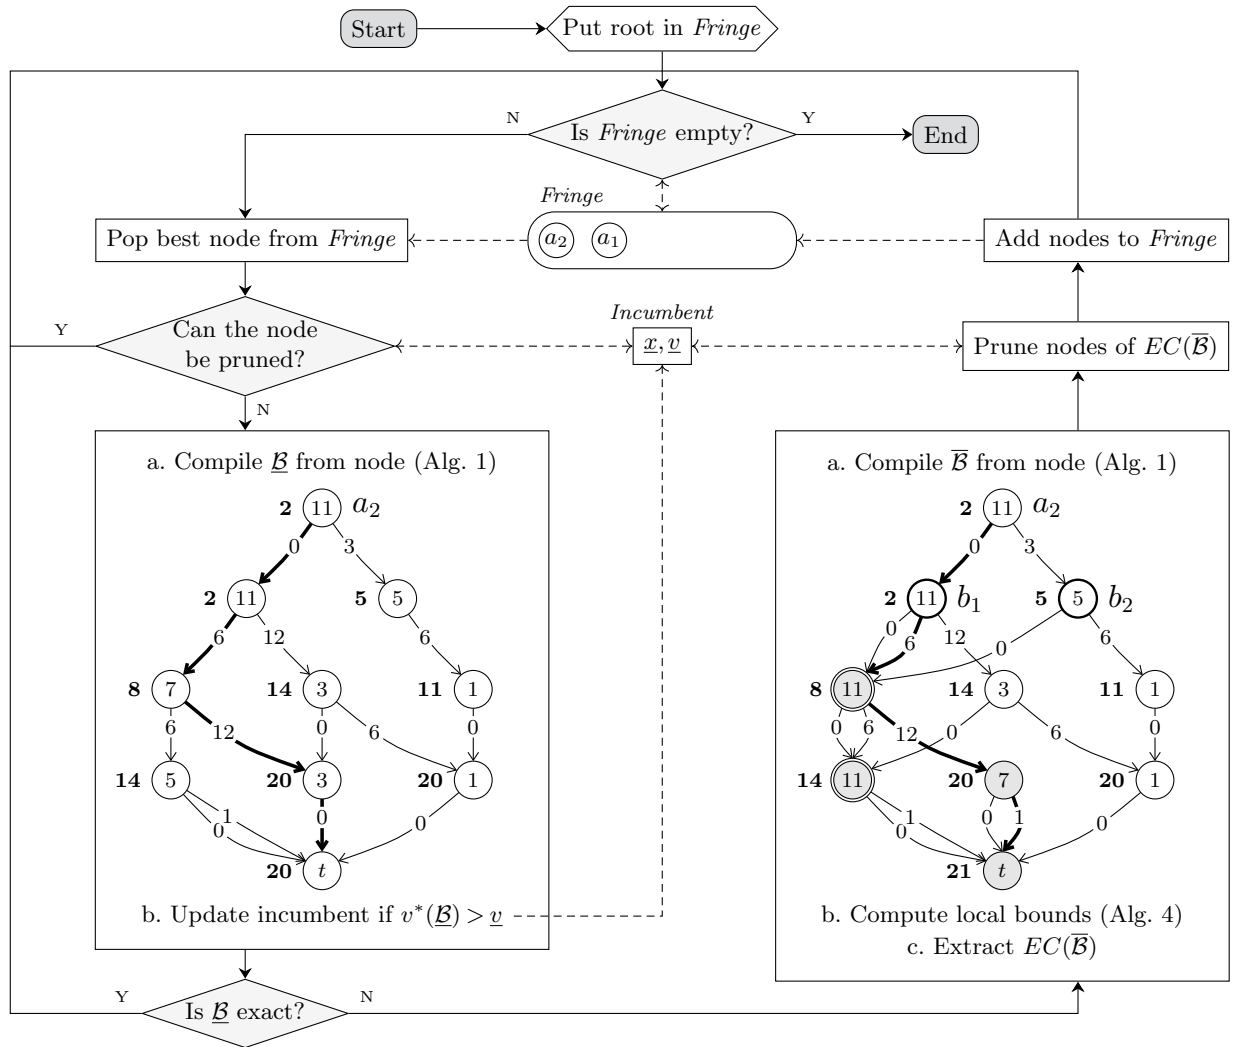 Start
Put root in Fringe
N
Is Fringe empty?
Y
End
Fringe
Pop best node from Fringe
a₂ a₁
Add nodes to Fringe
Incumbent
Y
Can the node
be pruned?
x̲, v̲
Prune nodes of EC(B̅)
N
a. Compile B̲ from node (Alg. 1)
2 11 a₂
0 3
2 11 5 5
6 12 6
8 7 14 3 11 1
6 12 0 6 0
14 5 20 3 20 1
1 0 0 0
20 t
b. Update incumbent if v*(B̲) > v̲
a. Compile B̅ from node (Alg. 1)
2 11 a₂
0 3
2 11 b₁ 5 5 b₂
0 6 12 0 6
8 11 14 3 11 1
0 6 12 0 6 0
14 11 20 7 20 1
1 0 0 1 0
21 t
b. Compute local bounds (Alg. 4)
c. Extract EC(B̅)
Y
Is B̲ exact?
N